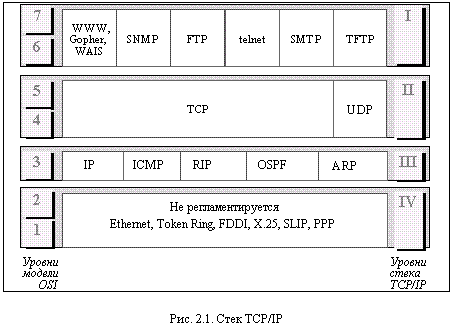 7 I
WWW, Gopher, WAIS SNMP FTP telnet SMTP TFTP
6
5 II
TCP UDP
4
3 IP ICMP RIP OSPF ARP III
2 IV
Не регламентируется
Ethernet, Token Ring, FDDI, X.25, SLIP, PPP
1
Уровни модели OSI
Уровни стека TCP/IP
Рис. 2.1. Стек TCP/IP